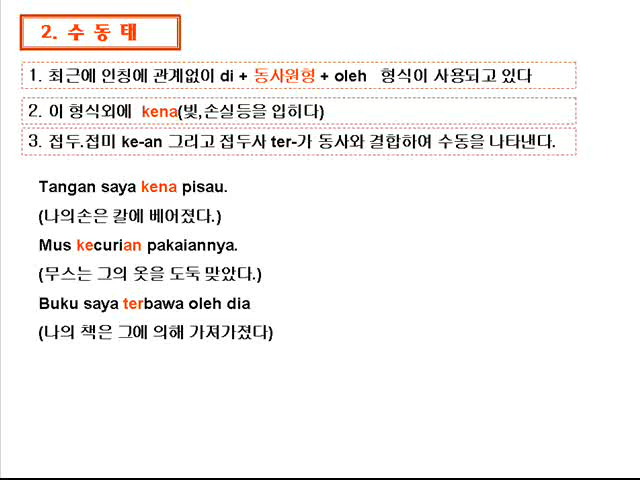 2. 수 동 태
1. 최근에 인칭에 관계없이 di + 동사원형 + oleh 형식이 사용되고 있다
2. 이 형식외에 kena(빛,손실등을 입히다)
3. 접두.접미 ke-an 그리고 접두사 ter-가 동사와 결합하여 수동을 나타낸다.
Tangan saya kena pisau.
(나의손은 칼에 베어졌다.)
Mus kecurian pakaiannya.
(무스는 그의 옷을 도둑 맞았다.)
Buku saya terbawa oleh dia
(나의 책은 그에 의해 가져가졌다)